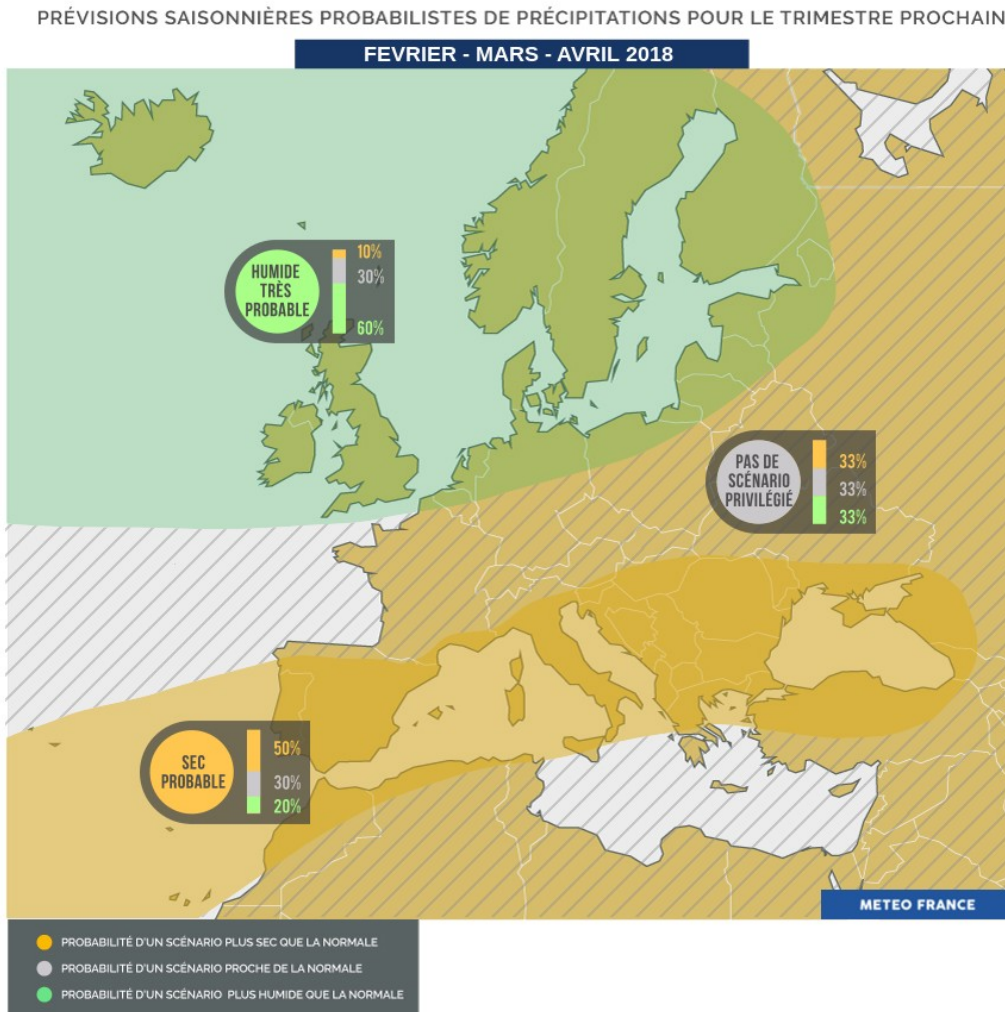 PRÉVISIONS SAISONNIÈRES PROBABILISTES DE PRÉCIPITATIONS POUR LE TRIMESTRE PROCHAIN
FEVRIER - MARS - AVRIL 2018
HUMIDE
TRÈS
PROBABLE
10%
30%
60%
PAS DE
SCÉNARIO
PRIVILÉGIÉ
33%
33%
33%
SEC
PROBABLE
50%
30%
20%
METEO FRANCE
PROBABILITÉ D'UN SCÉNARIO PLUS SEC QUE LA NORMALE
PROBABILITÉ D'UN SCÉNARIO PROCHE DE LA NORMALE
PROBABILITÉ D'UN SCÉNARIO PLUS HUMIDE QUE LA NORMALE